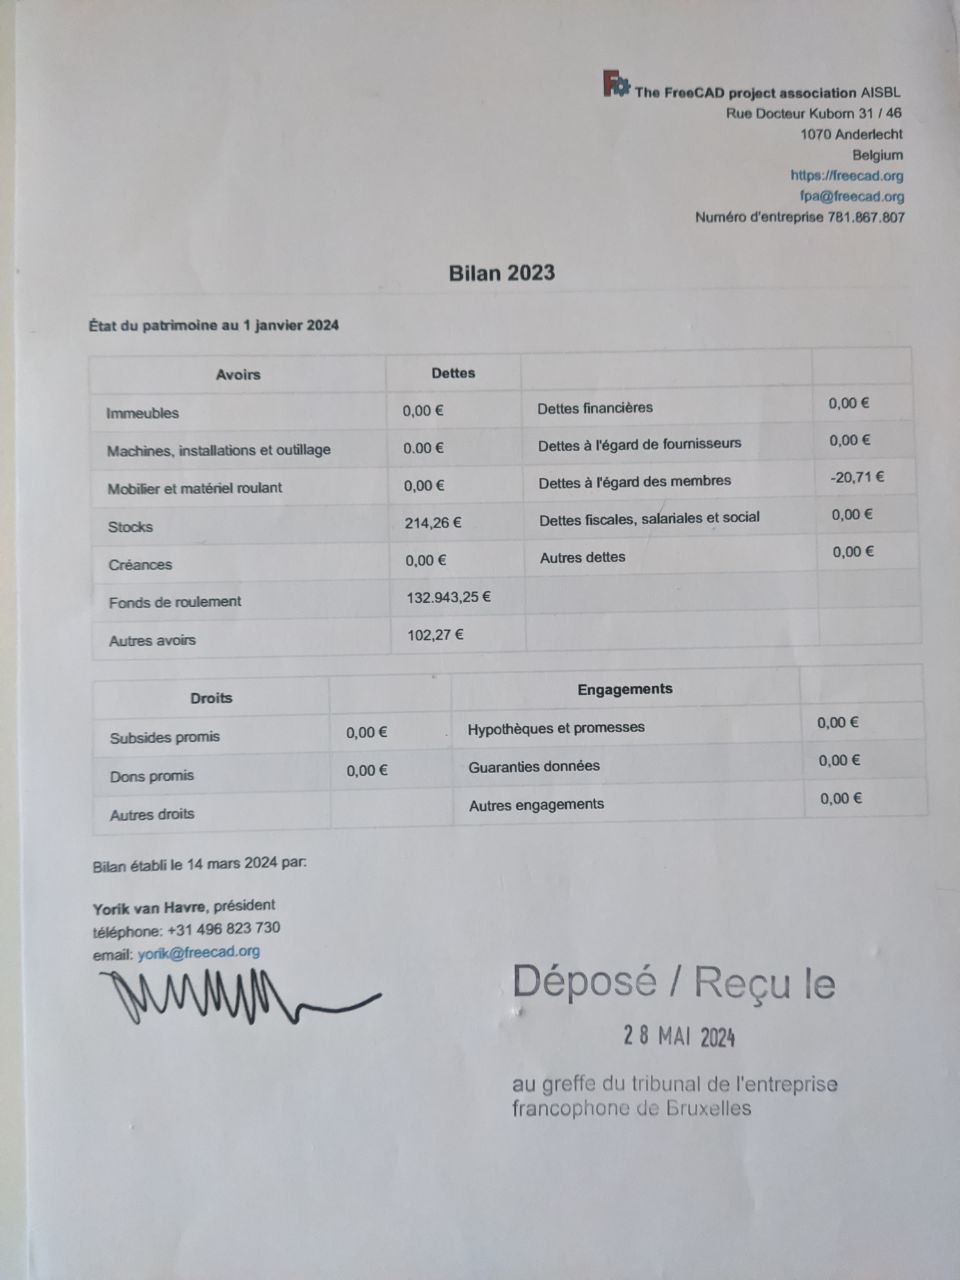 The FreeCAD project association AISBL
Rue Docteur Kuborn 31 / 46
1070 Anderlecht
Belgium
https://freecad.org
fpa@freecad.org
Numéro d'entreprise 781.867.807
Bilan 2023
État du patrimoine au 1 janvier 2024
Avoirs Dettes
Immeubles 0,00 € Dettes financières 0,00 €
Machines, installations et outillage 0.00 € Dettes à l'égard de fournisseurs 0,00 €
Mobilier et matériel roulant 0,00 € Dettes à l'égard des membres -20,71 €
Stocks 214,26 € Dettes fiscales, salariales et social 0,00 €
Créances 0,00 € Autres dettes 0,00 €
Fonds de roulement 132.943,25 €
Autres avoirs 102,27 €
Droits Engagements
Subsides promis 0,00 € Hypothèques et promesses 0,00 €
Dons promis 0,00 € Guaranties données 0,00 €
Autres droits Autres engagements 0,00 €
Bilan établi le 14 mars 2024 par:
Yorik van Havre, président
téléphone: +31 496 823 730
email: yorik@freecad.org
Déposé / Reçu le
28 MAI 2024
au greffe du tribunal de l'entreprise
francophone de Bruxelles